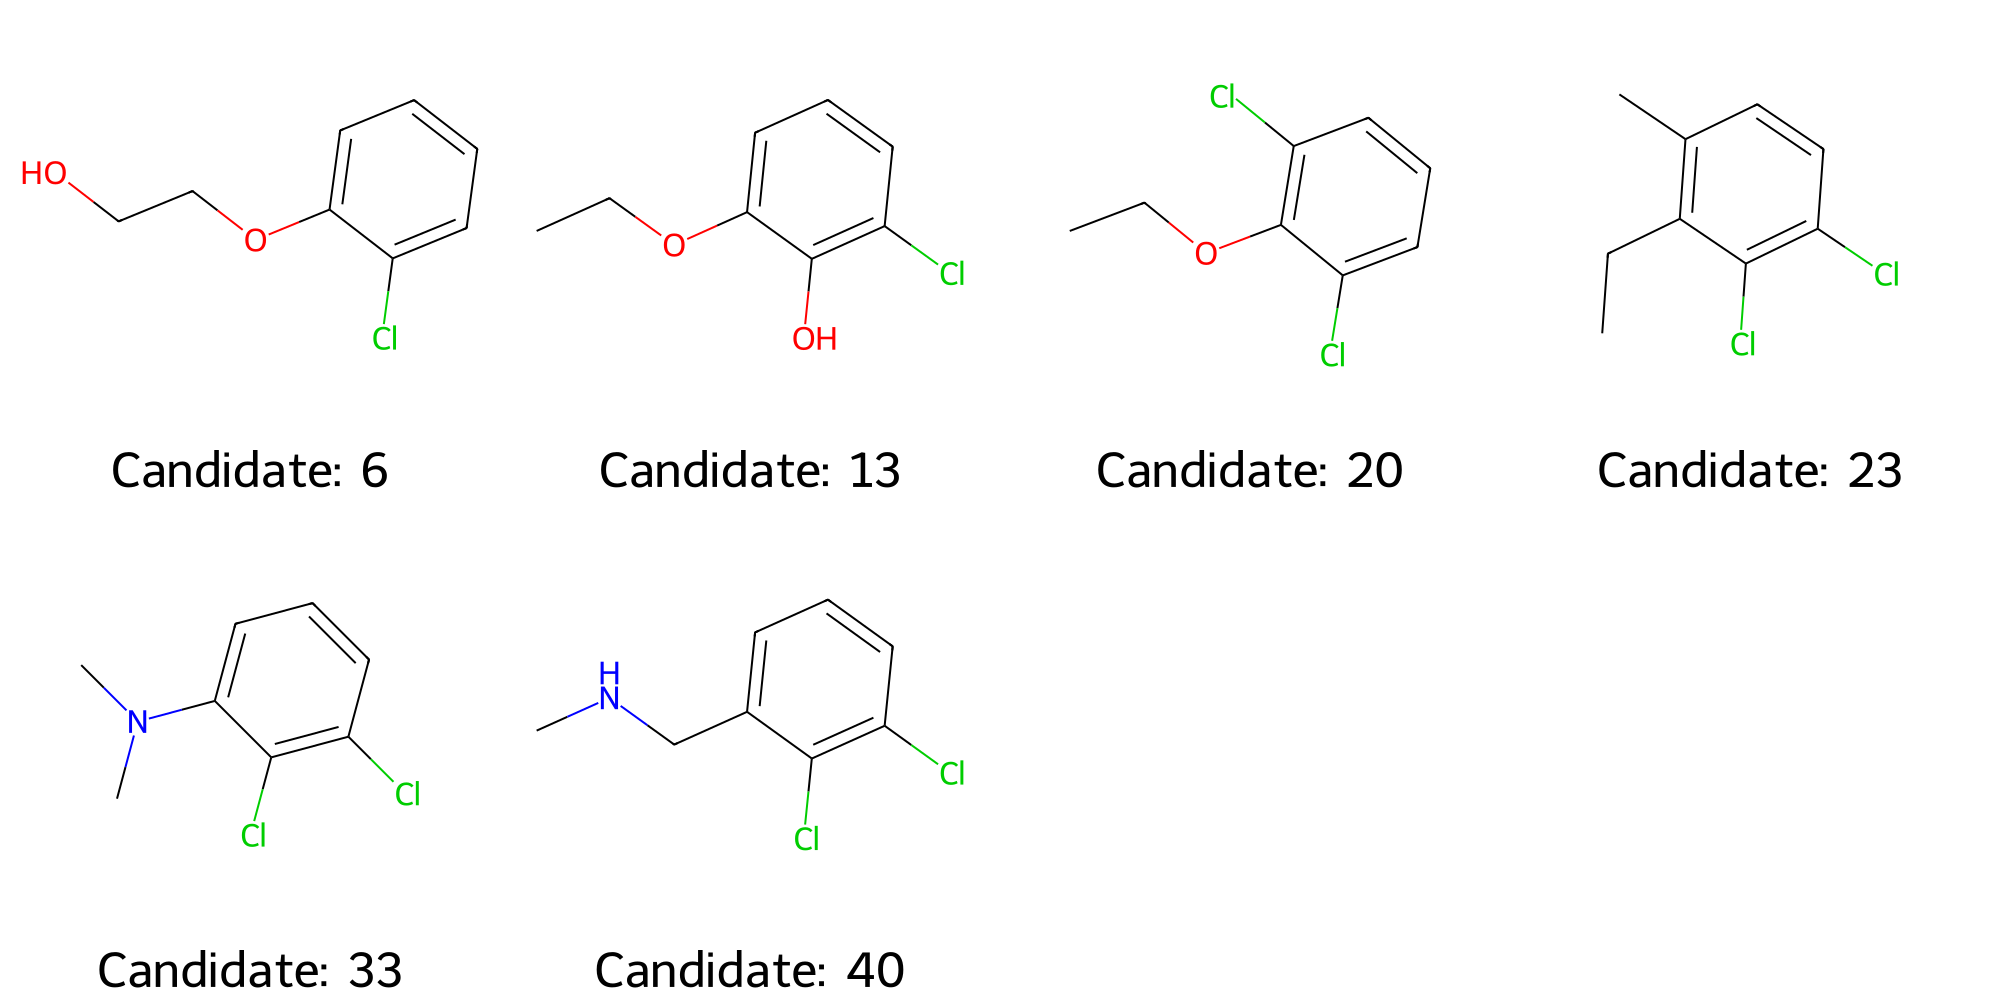 HO
O
Cl
Candidate: 6
O
OH
Cl
Candidate: 13
Cl
O
Cl
Candidate: 20
Cl
Cl
Candidate: 23
N
Cl
Cl
Candidate: 33
H
N
Cl
Cl
Candidate: 40